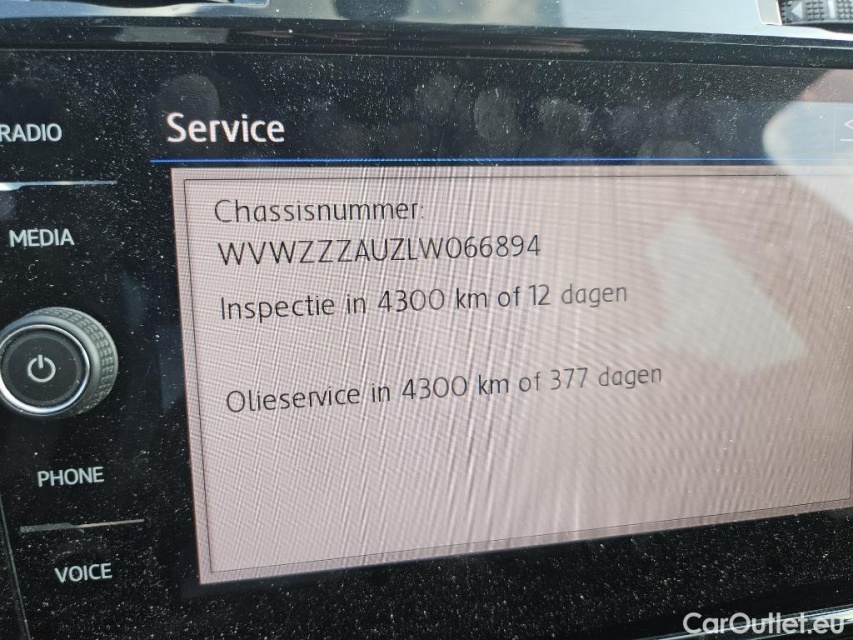 RADIO
Service
MEDIA
Chassisnummer:
WVWZZZAUZLW066894
Inspectie in 4300 km of 12 dagen
Olieservice in 4300 km of 377 dagen
PHONE
VOICE
CarOutlet.eu